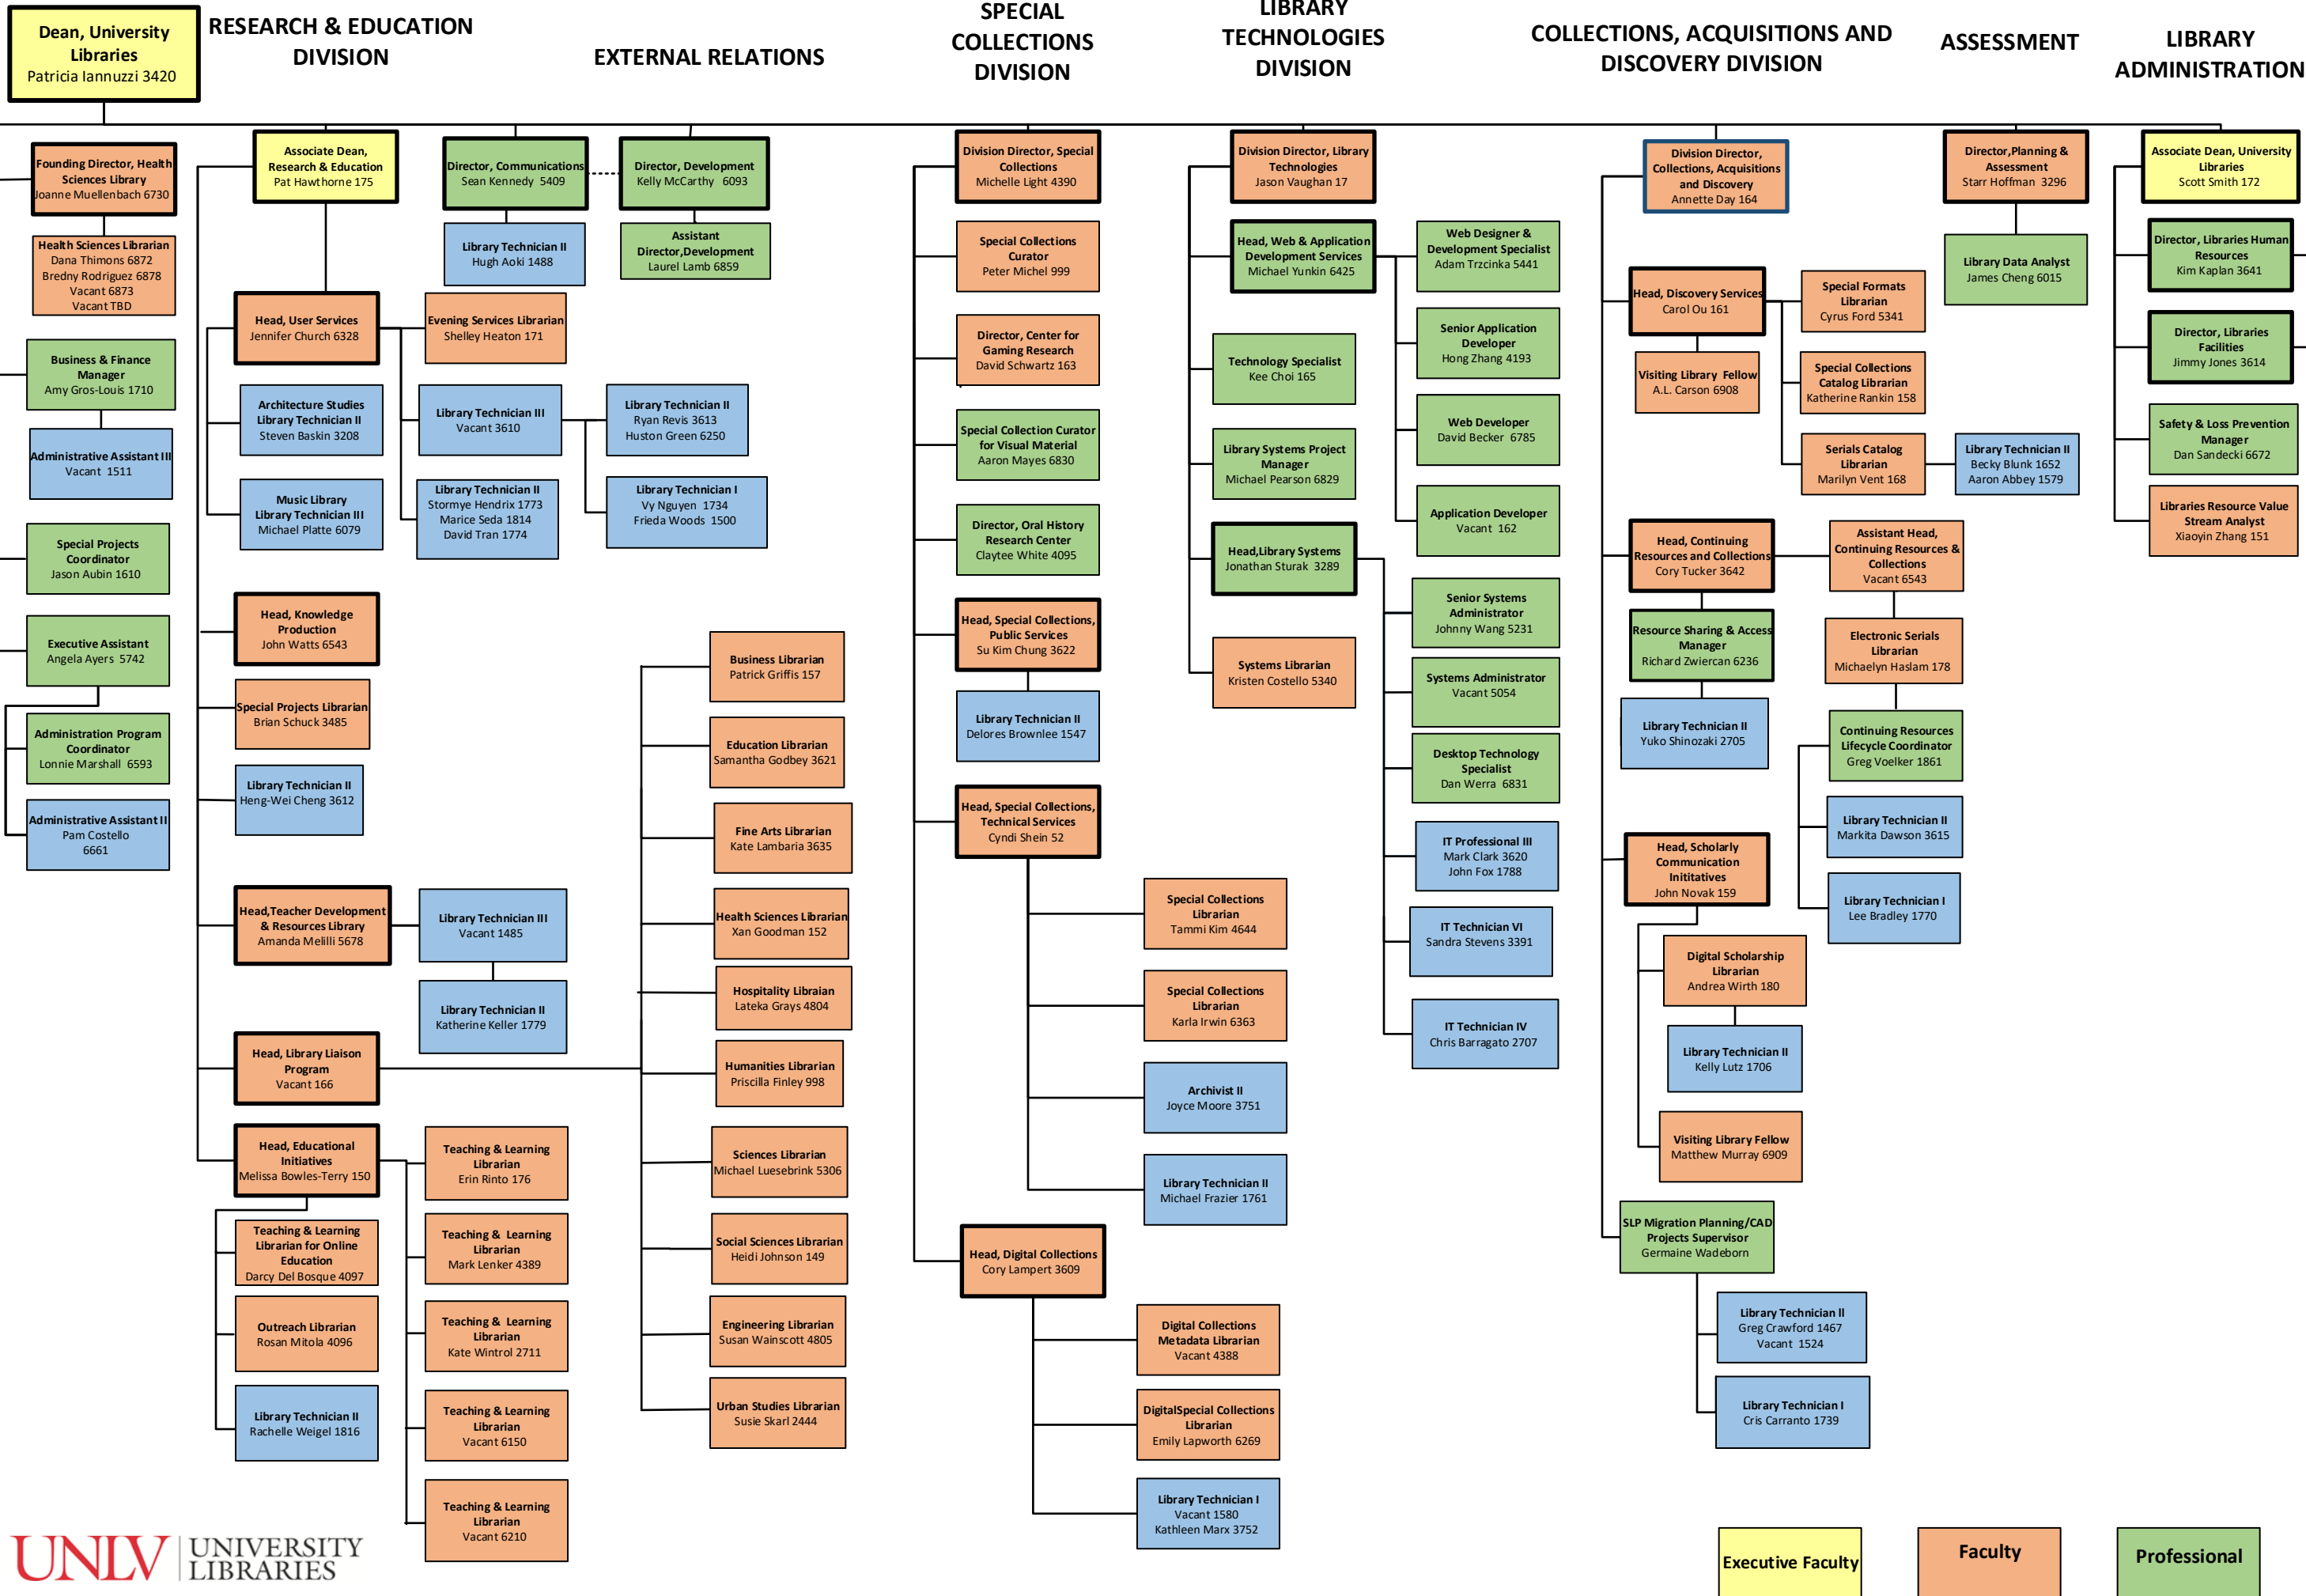 Dean, University
Libraries
Patricia Iannuzzi 3420
RESEARCH & EDUCATION
DIVISION
EXTERNAL RELATIONS
SPECIAL
COLLECTIONS
DIVISION
LIBRARY
TECHNOLOGIES
DIVISION
COLLECTIONS, ACQUISITIONS AND
DISCOVERY DIVISION
ASSESSMENT
LIBRARY
ADMINISTRATION
Founding Director, Health
Sciences Library
Joanne Muellenbach 6730
Health Sciences Librarian
Dana Thimons 6872
Bredny Rodriguez 6878
Vacant 6873
Vacant TBD
Business & Finance
Manager
Amy Gros-Louis 1710
Administrative Assistant III
Vacant 1511
Special Projects
Coordinator
Jason Aubin 1610
Executive Assistant
Angela Ayers 5742
Administration Program
Coordinator
Lonnie Marshall 6593
Administrative Assistant II
Pam Costello
6661
Associate Dean,
Research & Education
Pat Hawthorne 175
Head, User Services
Jennifer Church 6328
Evening Services Librarian
Shelley Heaton 171
Architecture Studies
Library Technician II
Steven Baskin 3208
Library Technician III
Vacant 3610
Library Technician II
Ryan Revis 3613
Huston Green 6250
Music Library
Library Technician III
Michael Platte 6079
Library Technician II
Stormye Hendrix 1773
Marice Seda 1814
David Tran 1774
Library Technician I
Vy Nguyen 1734
Frieda Woods 1500
Head, Knowledge
Production
John Watts 6543
Special Projects Librarian
Brian Schuck 3485
Library Technician II
Heng-Wei Cheng 3612
Head,Teacher Development
& Resources Library
Amanda Melilli 5678
Library Technician III
Vacant 1485
Library Technician II
Katherine Keller 1779
Head, Library Liaison
Program
Vacant 166
Head, Educational
Initiatives
Melissa Bowles-Terry 150
Teaching & Learning
Librarian for Online
Education
Darcy Del Bosque 4097
Outreach Librarian
Rosan Mitola 4096
Library Technician II
Rachelle Weigel 1816
Teaching & Learning
Librarian
Erin Rinto 176
Teaching & Learning
Librarian
Mark Lenker 4389
Teaching & Learning
Librarian
Kate Wintrol 2711
Teaching & Learning
Librarian
Vacant 6150
Teaching & Learning
Librarian
Vacant 6210
Director, Communications
Sean Kennedy 5409
Library Technician II
Hugh Aoki 1488
Director, Development
Kelly McCarthy 6093
Assistant
Director,Development
Laurel Lamb 6859
Business Librarian
Patrick Griffis 157
Education Librarian
Samantha Godbey 3621
Fine Arts Librarian
Kate Lambaria 3635
Health Sciences Librarian
Xan Goodman 152
Hospitality Libraian
Lateka Grays 4804
Humanities Librarian
Priscilla Finley 998
Sciences Librarian
Michael Luesebrink 5306
Social Sciences Librarian
Heidi Johnson 149
Engineering Librarian
Susan Wainscott 4805
Urban Studies Librarian
Susie Skarl 2444
Division Director, Special
Collections
Michelle Light 4390
Special Collections
Curator
Peter Michel 999
Director, Center for
Gaming Research
David Schwartz 163
Special Collection Curator
for Visual Material
Aaron Mayes 6830
Director, Oral History
Research Center
Claytee White 4095
Head, Special Collections,
Public Services
Su Kim Chung 3622
Library Technician II
Delores Brownlee 1547
Head, Special Collections,
Technical Services
Cyndi Shein 52
Special Collections
Librarian
Tammi Kim 4644
Special Collections
Librarian
Karla Irwin 6363
Archivist II
Joyce Moore 3751
Library Technician II
Michael Frazier 1761
Head, Digital Collections
Cory Lampert 3609
Digital Collections
Metadata Librarian
Vacant 4388
DigitalSpecial Collections
Librarian
Emily Lapworth 6269
Library Technician I
Vacant 1580
Kathleen Marx 3752
Division Director, Library
Technologies
Jason Vaughan 17
Head, Web & Application
Development Services
Michael Yunkin 6425
Technology Specialist
Kee Choi 165
Library Systems Project
Manager
Michael Pearson 6829
Head,Library Systems
Jonathan Sturak 3289
Systems Librarian
Kristen Costello 5340
Web Designer &
Development Specialist
Adam Trzcinka 5441
Senior Application
Developer
Hong Zhang 4193
Web Developer
David Becker 6785
Application Developer
Vacant 162
Senior Systems
Administrator
Johnny Wang 5231
Systems Administrator
Vacant 5054
Desktop Technology
Specialist
Dan Werra 6831
IT Professional III
Mark Clark 3620
John Fox 1788
IT Technician VI
Sandra Stevens 3391
IT Technician IV
Chris Barragato 2707
Division Director,
Collections, Acquisitions
and Discovery
Annette Day 164
Head, Discovery Services
Carol Ou 161
Visiting Library Fellow
A.L. Carson 6908
Special Formats
Librarian
Cyrus Ford 5341
Special Collections
Catalog Librarian
Katherine Rankin 158
Serials Catalog
Librarian
Marilyn Vent 168
Library Technician II
Becky Blunk 1652
Aaron Abbey 1579
Head, Continuing
Resources and Collections
Cory Tucker 3642
Assistant Head,
Continuing Resources &
Collections
Vacant 6543
Resource Sharing & Access
Manager
Richard Zwiercan 6236
Electronic Serials
Librarian
Michaelyn Haslam 178
Library Technician II
Yuko Shinozaki 2705
Continuing Resources
Lifecycle Coordinator
Greg Voelker 1861
Library Technician II
Markita Dawson 3615
Library Technician I
Lee Bradley 1770
Head, Scholarly
Communication
Inititatives
John Novak 159
Digital Scholarship
Librarian
Andrea Wirth 180
Library Technician II
Kelly Lutz 1706
Visiting Library Fellow
Matthew Murray 6909
SLP Migration Planning/CAD
Projects Supervisor
Germaine Wadeborn
Library Technician II
Greg Crawford 1467
Vacant 1524
Library Technician I
Cris Carranto 1739
Director,Planning &
Assessment
Starr Hoffman 3296
Library Data Analyst
James Cheng 6015
Associate Dean, University
Libraries
Scott Smith 172
Director, Libraries Human
Resources
Kim Kaplan 3641
Director, Libraries
Facilities
Jimmy Jones 3614
Safety & Loss Prevention
Manager
Dan Sandecki 6672
Libraries Resource Value
Stream Analyst
Xiaoyin Zhang 151
UNLV UNIVERSITY
LIBRARIES
Executive Faculty
Faculty
Professional